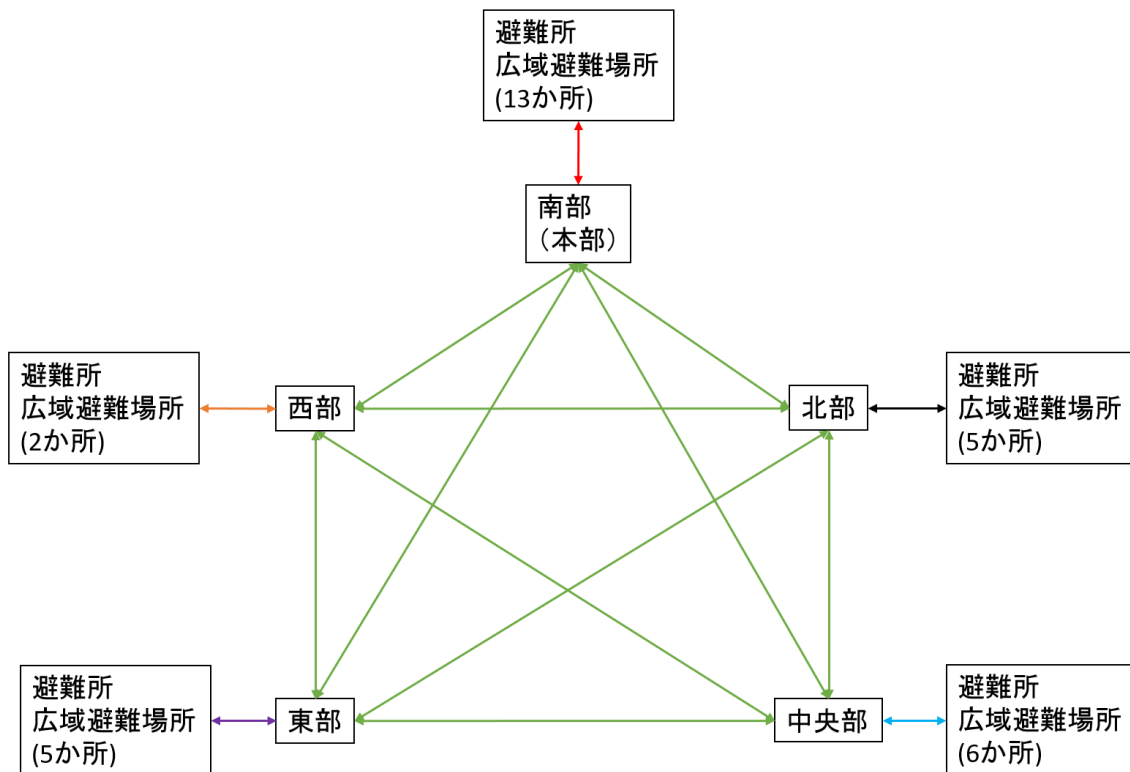 避難所
広域避難場所
(13か所)
南部
（本部）
避難所
広域避難場所
(2か所)
西部
北部
避難所
広域避難場所
(5か所)
避難所
広域避難場所
(5か所)
東部
中央部
避難所
広域避難場所
(6か所)